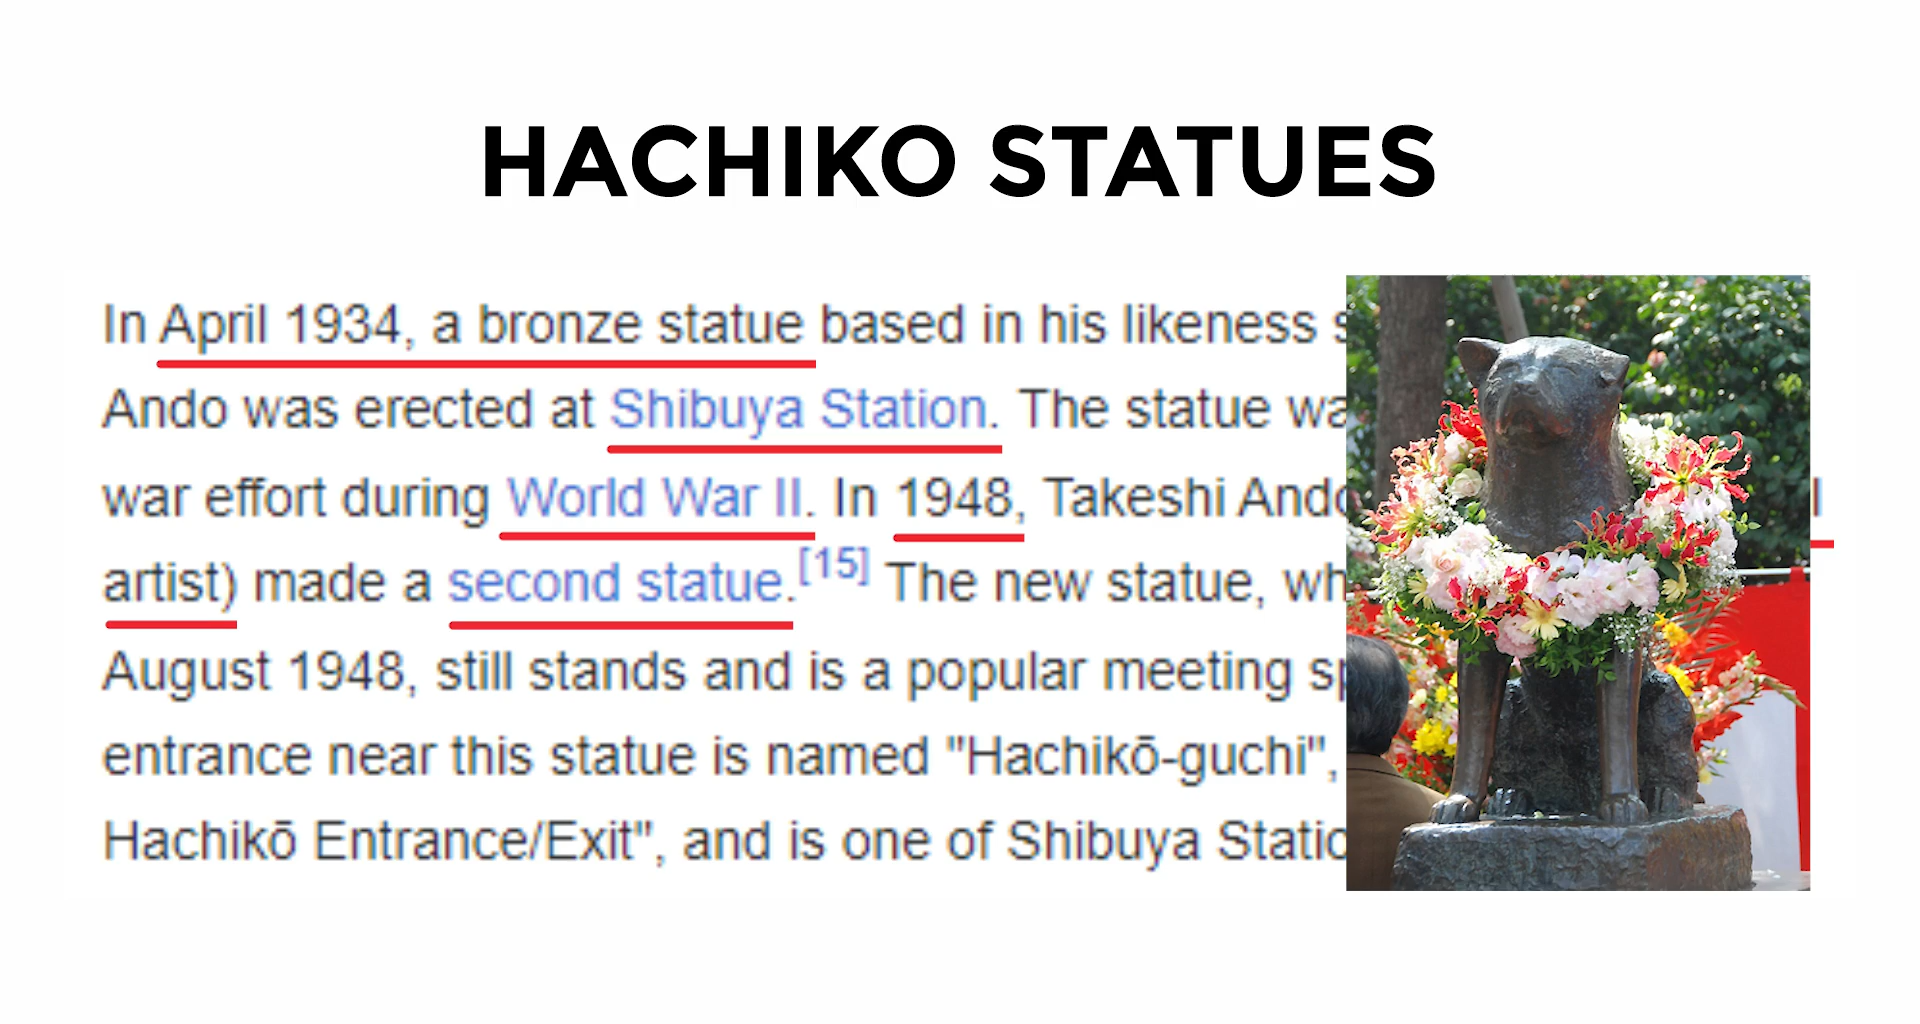 HACHIKO STATUES
In April 1934, a bronze statue based in his likeness
Ando was erected at Shibuya Station. The statue
war effort during World War II. In 1948, Takeshi Ando
artist) made a second statue.[15] The new statue,
August 1948, still stands and is a popular meeting
entrance near this statue is named "Hachikō-guchi",
Hachikō Entrance/Exit", and is one of Shibuya